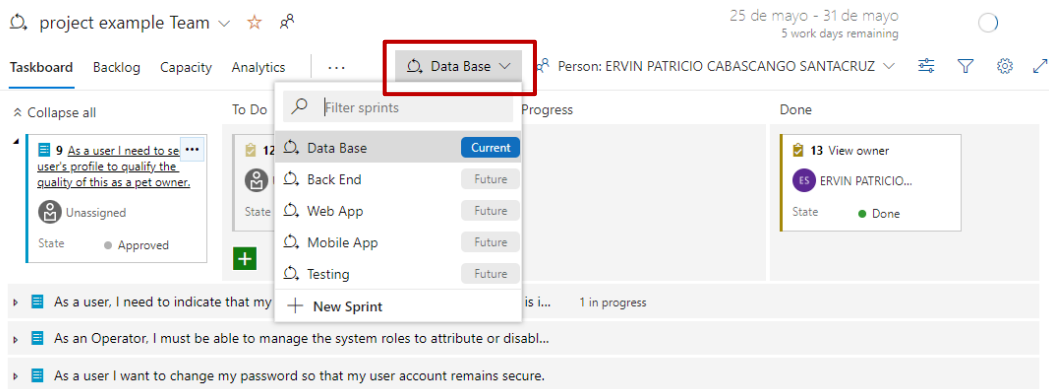 project example Team
25 de mayo - 31 de mayo
5 work days remaining
Taskboard Backlog Capacity Analytics ... Data Base Person: ERVIN PATRICIO CABASCANGO SANTACRUZ
Collapse all To Do Progress Done
Filter sprints
Data Base Current
Back End Future
Web App Future
Mobile App Future
Testing Future
New Sprint
9 As a user I need to se ...
user's profile to qualify the
quality of this as a pet owner.
Unassigned
State Approved
12
State
13 View owner
ES ERVIN PATRICIO...
State Done
As a user, I need to indicate that my is i... 1 in progress
As an Operator, I must be able to manage the system roles to attribute or disabl...
As a user I want to change my password so that my user account remains secure.